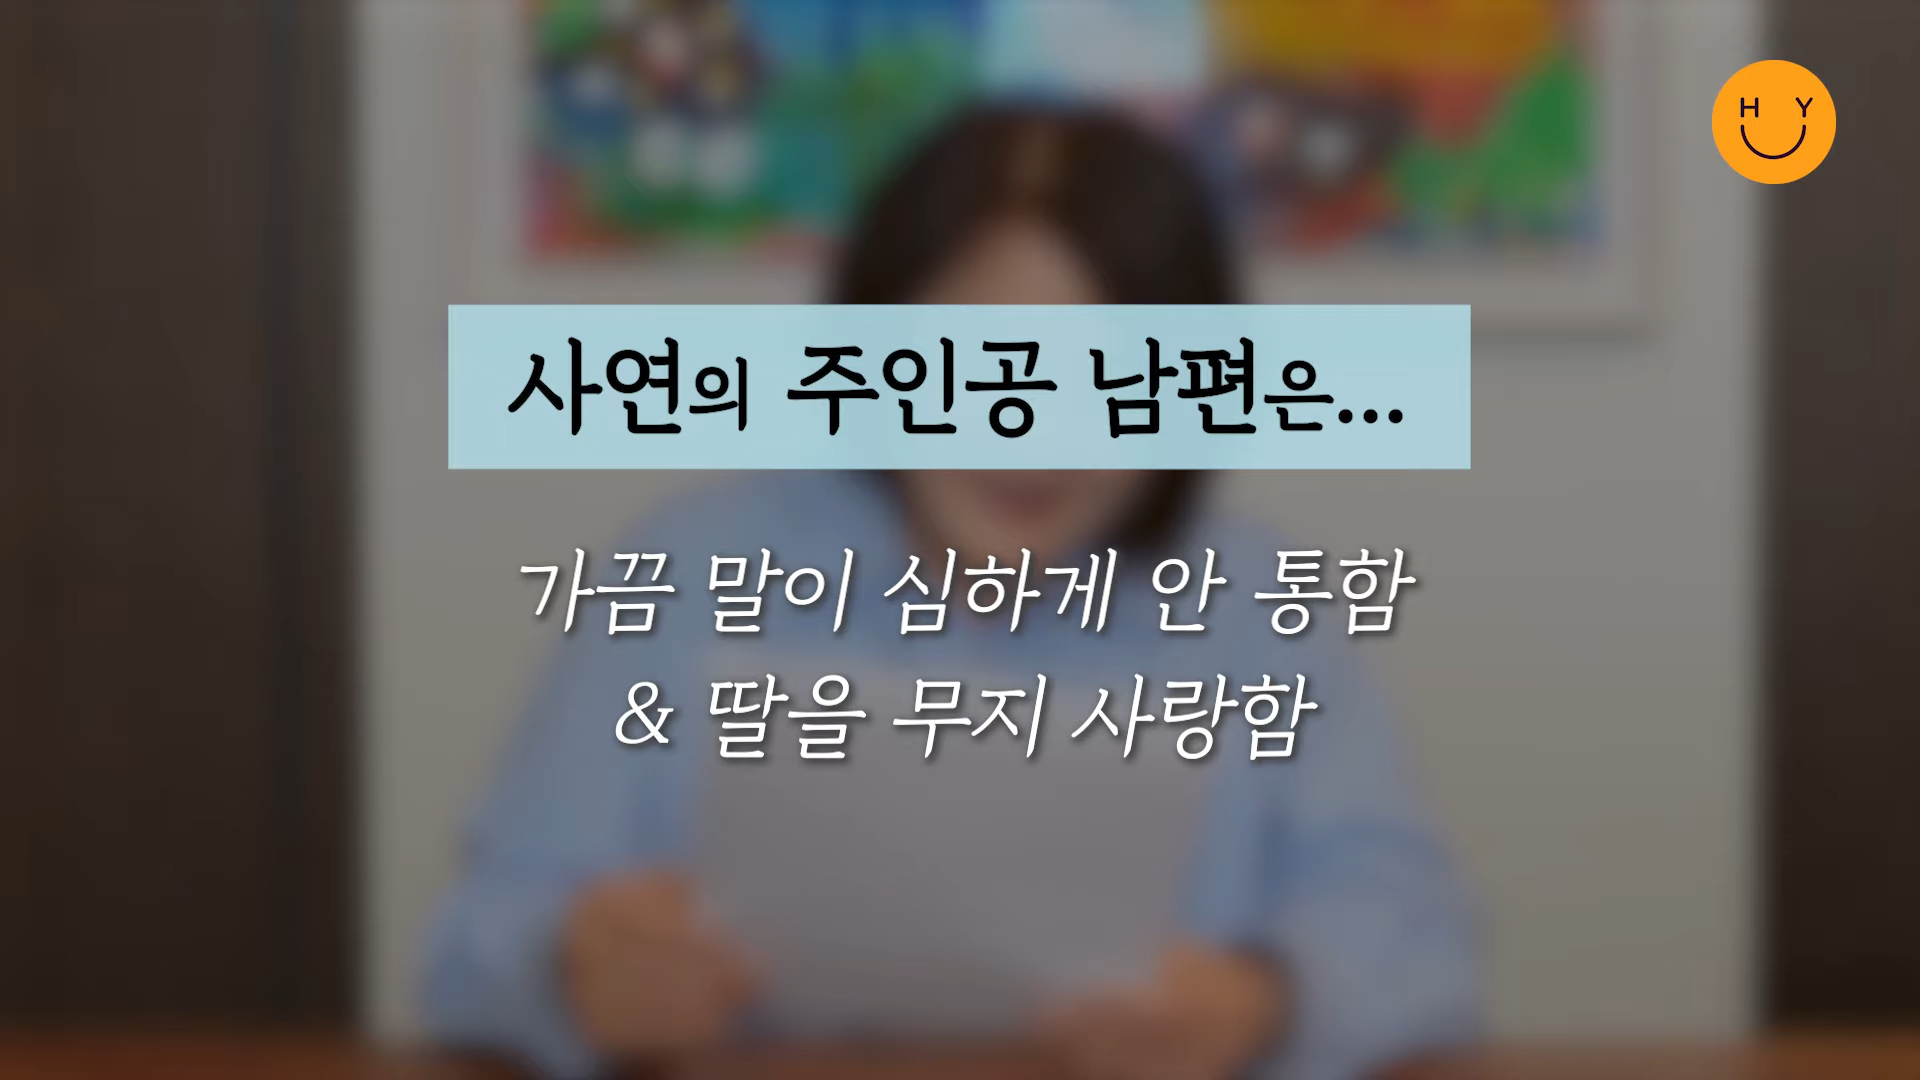 H Y
사연의 주인공 남편은...
가끔 말이 심하게 안 통함
& 딸을 무지 사랑함